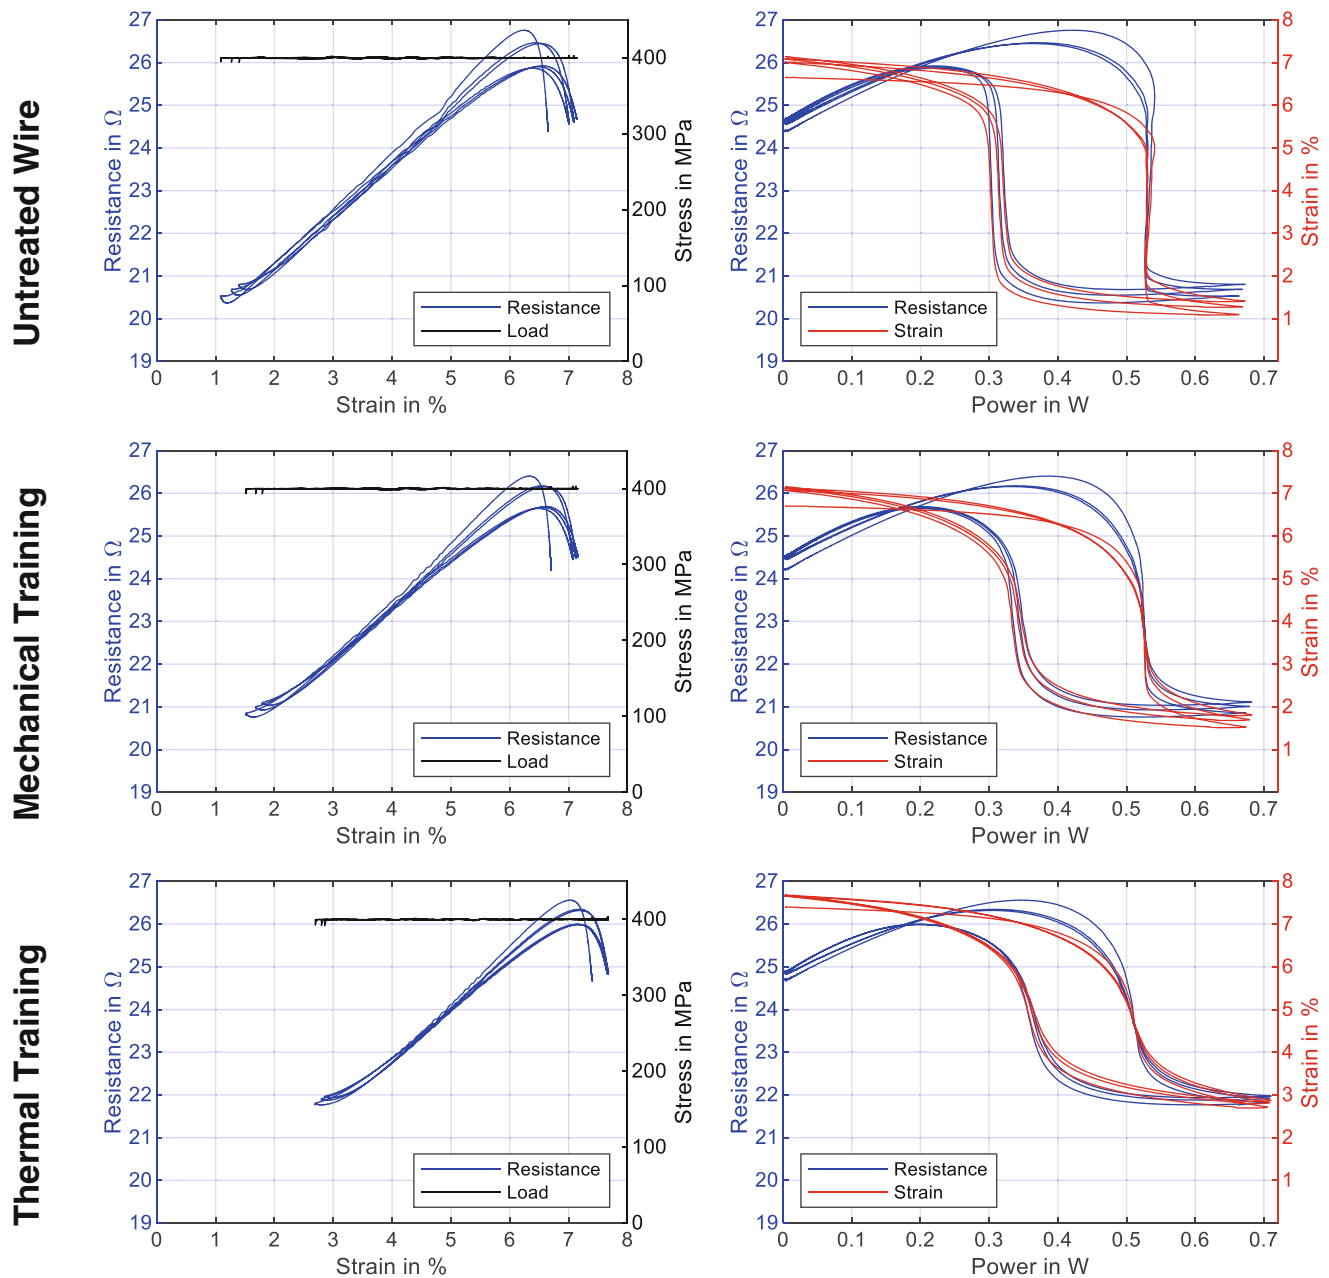 Untreated Wire
27
26
25
24
23
22
21
20
19
Resistance in Ω
400
300
200
100
0
Stress in MPa
Resistance
Load
0 1 2 3 4 5 6 7 8
Strain in %
27
26
25
24
23
22
21
20
19
Resistance in Ω
8
7
6
5
4
3
2
1
Strain in %
Resistance
Strain
0 0.1 0.2 0.3 0.4 0.5 0.6 0.7
Power in W
Mechanical Training
27
26
25
24
23
22
21
20
19
Resistance in Ω
400
300
200
100
0
Stress in MPa
Resistance
Load
0 1 2 3 4 5 6 7 8
Strain in %
27
26
25
24
23
22
21
20
19
Resistance in Ω
8
7
6
5
4
3
2
1
Strain in %
Resistance
Strain
0 0.1 0.2 0.3 0.4 0.5 0.6 0.7
Power in W
Thermal Training
27
26
25
24
23
22
21
20
19
Resistance in Ω
400
300
200
100
0
Stress in MPa
Resistance
Load
0 1 2 3 4 5 6 7 8
Strain in %
27
26
25
24
23
22
21
20
19
Resistance in Ω
8
7
6
5
4
3
2
1
Strain in %
Resistance
Strain
0 0.1 0.2 0.3 0.4 0.5 0.6 0.7
Power in W